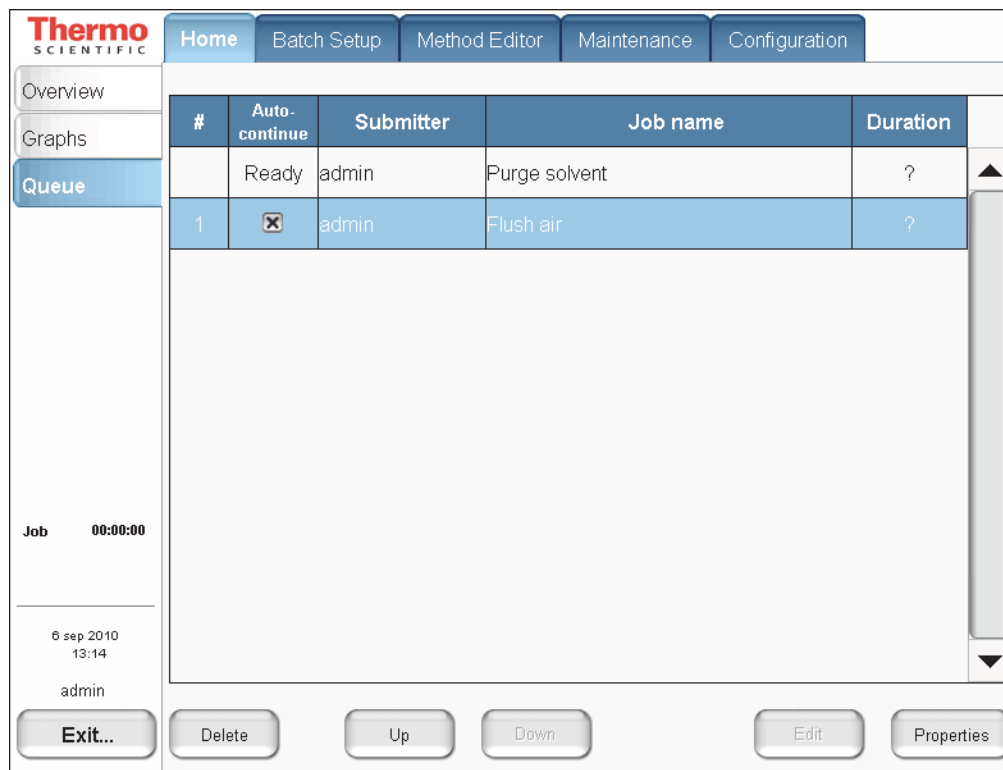 Thermo
SCIENTIFIC
Home Batch Setup Method Editor Maintenance Configuration
Overview
Graphs
Queue
# Auto-continue Submitter Job name Duration
Ready admin Purge solvent ?
1 admin Flush air ?
Job 00:00:00
6 sep 2010
13:14
admin
Exit... Delete Up Down Edit Properties